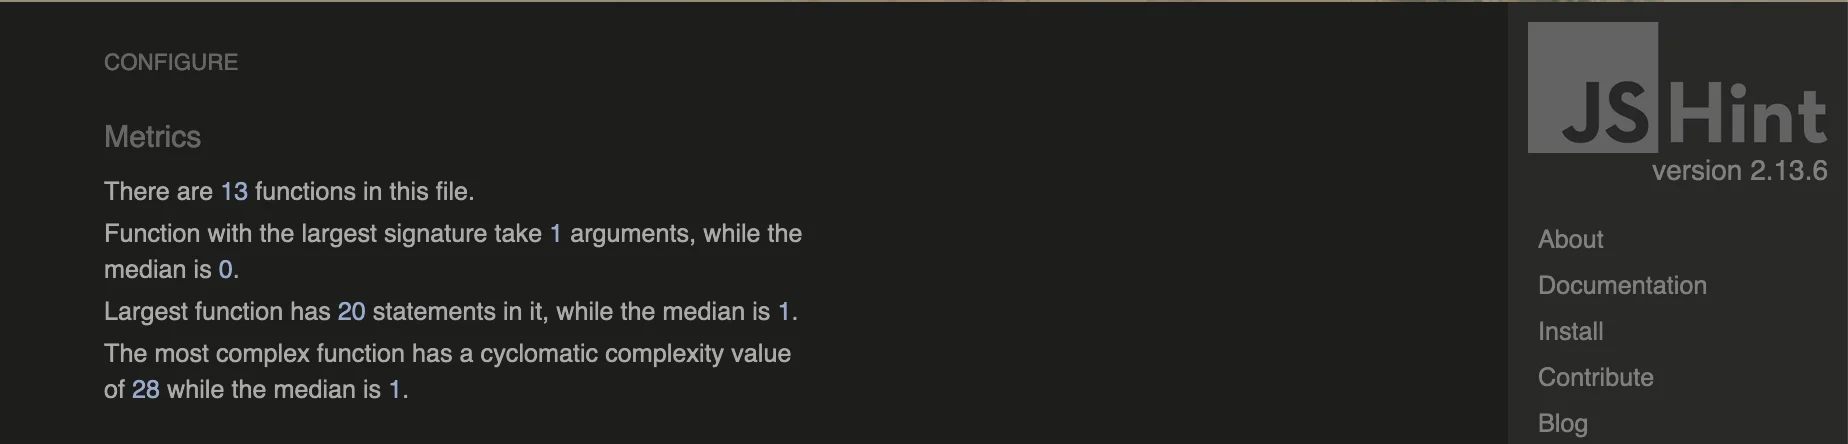 CONFIGURE
Metrics
There are 13 functions in this file.
Function with the largest signature take 1 arguments, while the
median is 0.
Largest function has 20 statements in it, while the median is 1.
The most complex function has a cyclomatic complexity value
of 28 while the median is 1.
JSHint
version 2.13.6
About
Documentation
Install
Contribute
Blog